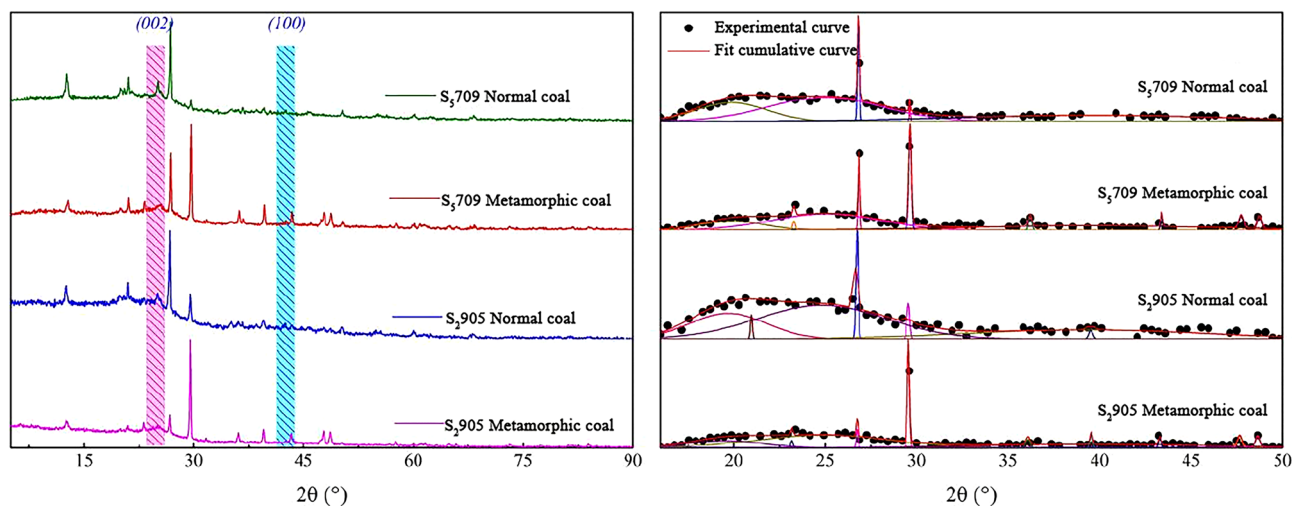 (002)
(100)
S5709 Normal coal
S5709 Metamorphic coal
S2905 Normal coal
S2905 Metamorphic coal
15 30 45 60 75 90
2θ (°)
Experimental curve
Fit cumulative curve
S5709 Normal coal
S5709 Metamorphic coal
S2905 Normal coal
S2905 Metamorphic coal
20 25 30 35 40 45 50
2θ (°)